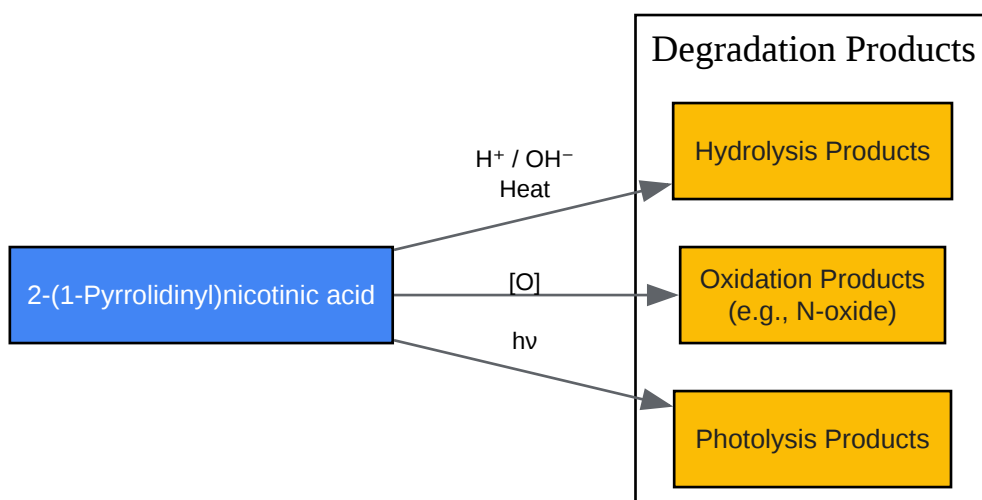 Degradation Products
H⁺ / OH⁻
Heat
Hydrolysis Products
2-(1-Pyrrolidinyl)nicotinic acid
[O]
Oxidation Products
(e.g., N-oxide)
hν
Photolysis Products